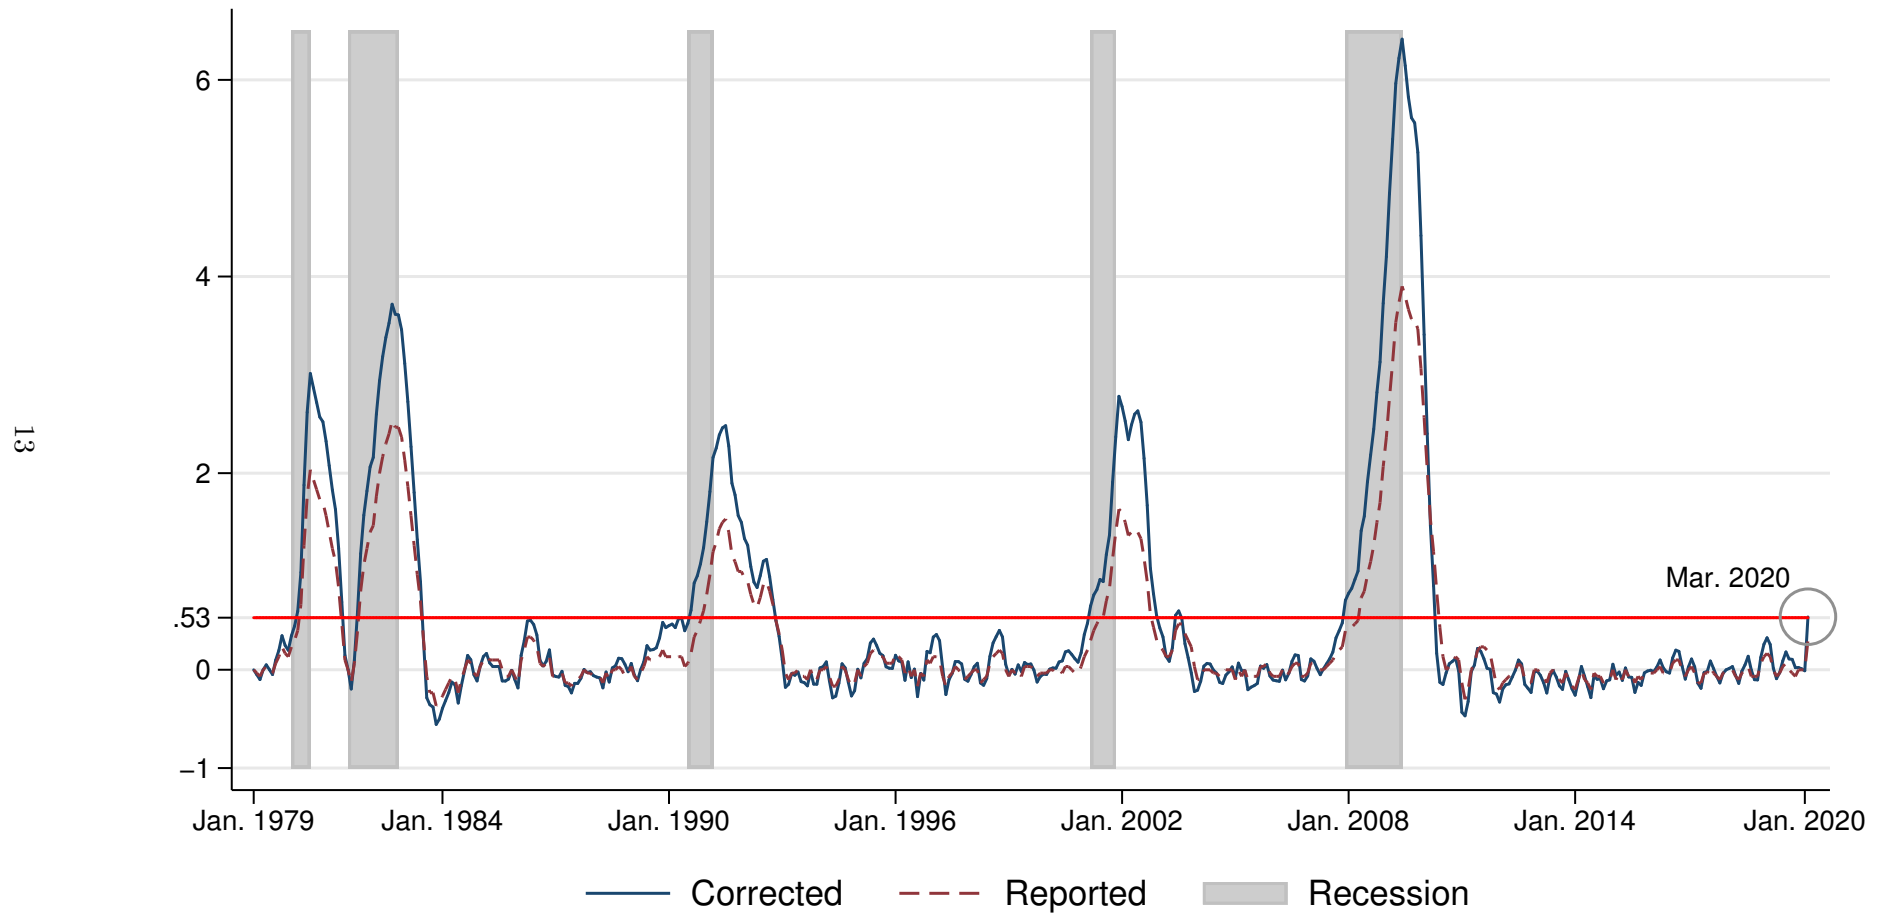 13
6
4
2
.53
0
−1
Mar. 2020
Jan. 1979
Jan. 1984
Jan. 1990
Jan. 1996
Jan. 2002
Jan. 2008
Jan. 2014
Jan. 2020
Corrected
Reported
Recession